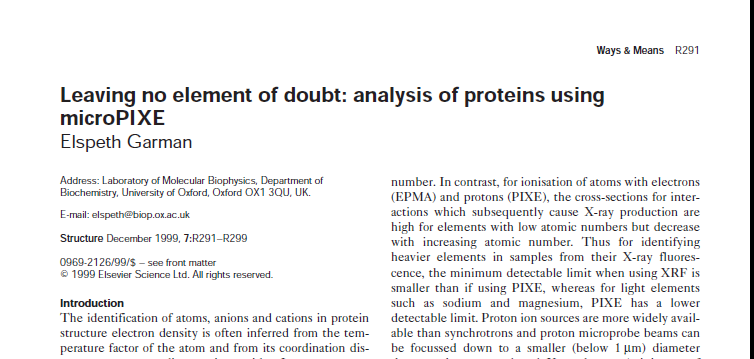 Ways & Means R291
Leaving no element of doubt: analysis of proteins using
microPIXE
Elspeth Garman
Address: Laboratory of Molecular Biophysics, Department of
Biochemistry, University of Oxford, Oxford OX1 3QU, UK.
E-mail: elspeth@biop.ox.ac.uk
Structure December 1999, 7:R291–R299
0969-2126/99/$ – see front matter
© 1999 Elsevier Science Ltd. All rights reserved.
Introduction
The identification of atoms, anions and cations in protein
structure electron density is often inferred from the tem-
perature factor of the atom and from its coordination dis-
number. In contrast, for ionisation of atoms with electrons
(EPMA) and protons (PIXE), the cross-sections for inter-
actions which subsequently cause X-ray production are
high for elements with low atomic numbers but decrease
with increasing atomic number. Thus for identifying
heavier elements in samples from their X-ray fluores-
cence, the minimum detectable limit when using XRF is
smaller than if using PIXE, whereas for light elements
such as sodium and magnesium, PIXE has a lower
detectable limit. Proton ion sources are more widely avail-
able than synchrotrons and proton microprobe beams can
be focussed down to a smaller (below 1 μm) diameter